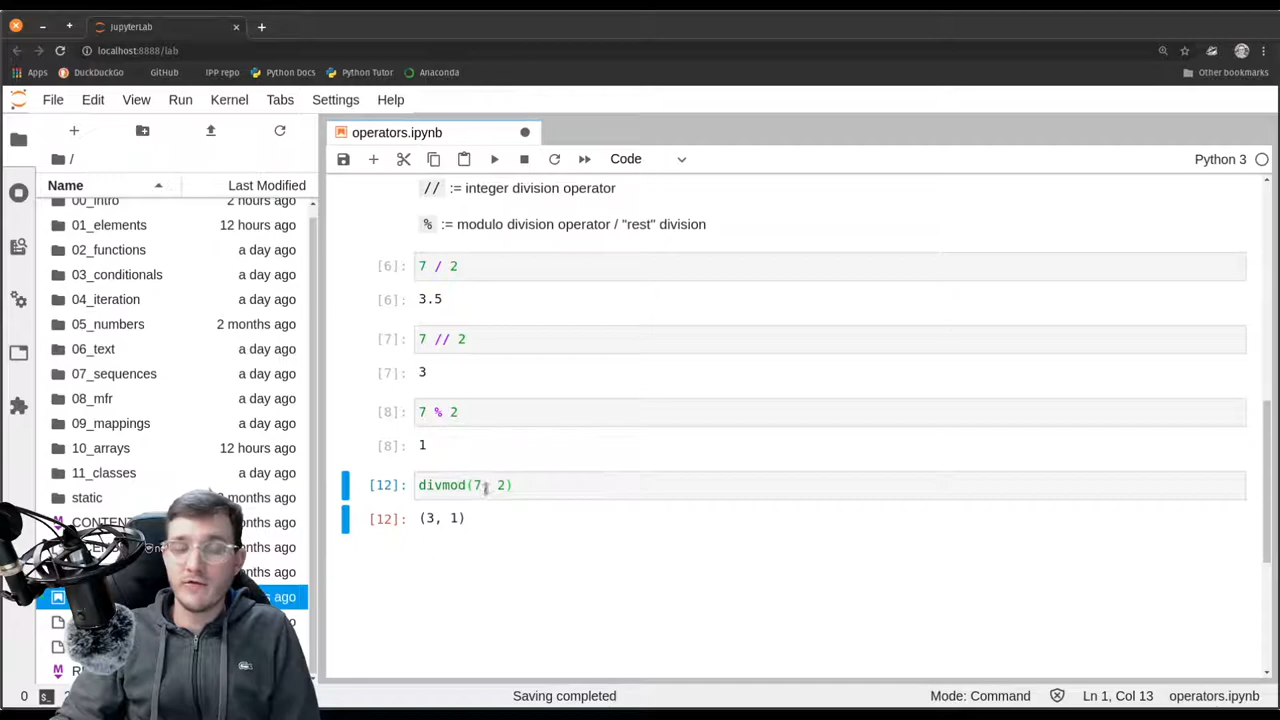 JupyterLab
localhost:8888/lab
Apps DuckDuckGo GitHub IPP repo Python Docs Python Tutor Anaconda Other bookmarks
File Edit View Run Kernel Tabs Settings Help
operators.ipynb
Code Python 3
/
Name Last Modified
00_intro 2 hours ago
01_elements 12 hours ago
02_functions a day ago
03_conditionals a day ago
04_iteration a day ago
05_numbers 2 months ago
06_text a day ago
07_sequences a day ago
08_mfr a day ago
09_mappings a day ago
10_arrays 12 hours ago
11_classes a day ago
static months ago
ago
ago
ago
// := integer division operator
% := modulo division operator / "rest" division
[6]: 7 / 2
[6]: 3.5
[7]: 7 // 2
[7]: 3
[8]: 7 % 2
[8]: 1
[12]: divmod(7, 2)
[12]: (3, 1)
0 Saving completed Mode: Command Ln 1, Col 13 operators.ipynb